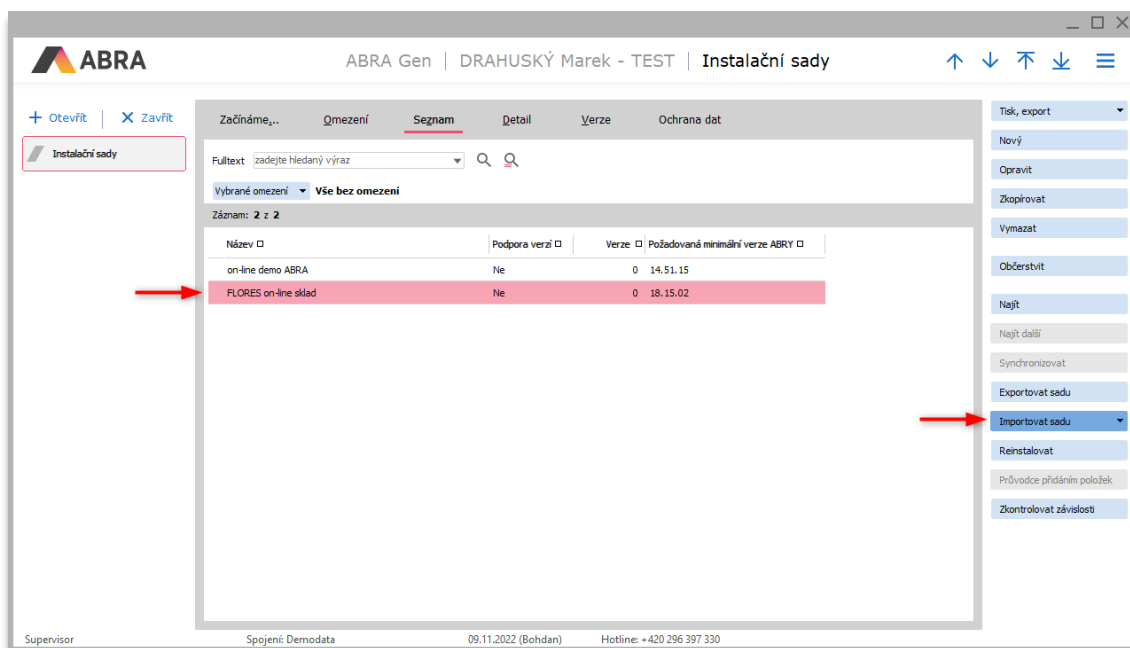 ABRA
ABRA Gen | DRAHUSKÝ Marek - TEST | Instalační sady
Otevřít | Zavřít
Instalační sady
Začínáme... Omezení Seznam Detail Verze Ochrana dat
Fulltext zadejte hledaný výraz
Vybrané omezení Vše bez omezení
Záznam: 2 z 2
Název Podpora verzí Verze Požadovaná minimální verze ABRY
on-line demo ABRA Ne 0 14.51.15
FLORES on-line sklad Ne 0 18.15.02
Tisk, export
Nový
Opravit
Zkopírovat
Vymazat
Občerstvit
Najít
Najít další
Synchronizovat
Exportovat sadu
Importovat sadu
Reinstalovat
Průvodce přidáním položek
Zkontrolovat závislosti
Supervisor Spojení: Demodata 09.11.2022 (Bohdan) Hotline: +420 296 397 330